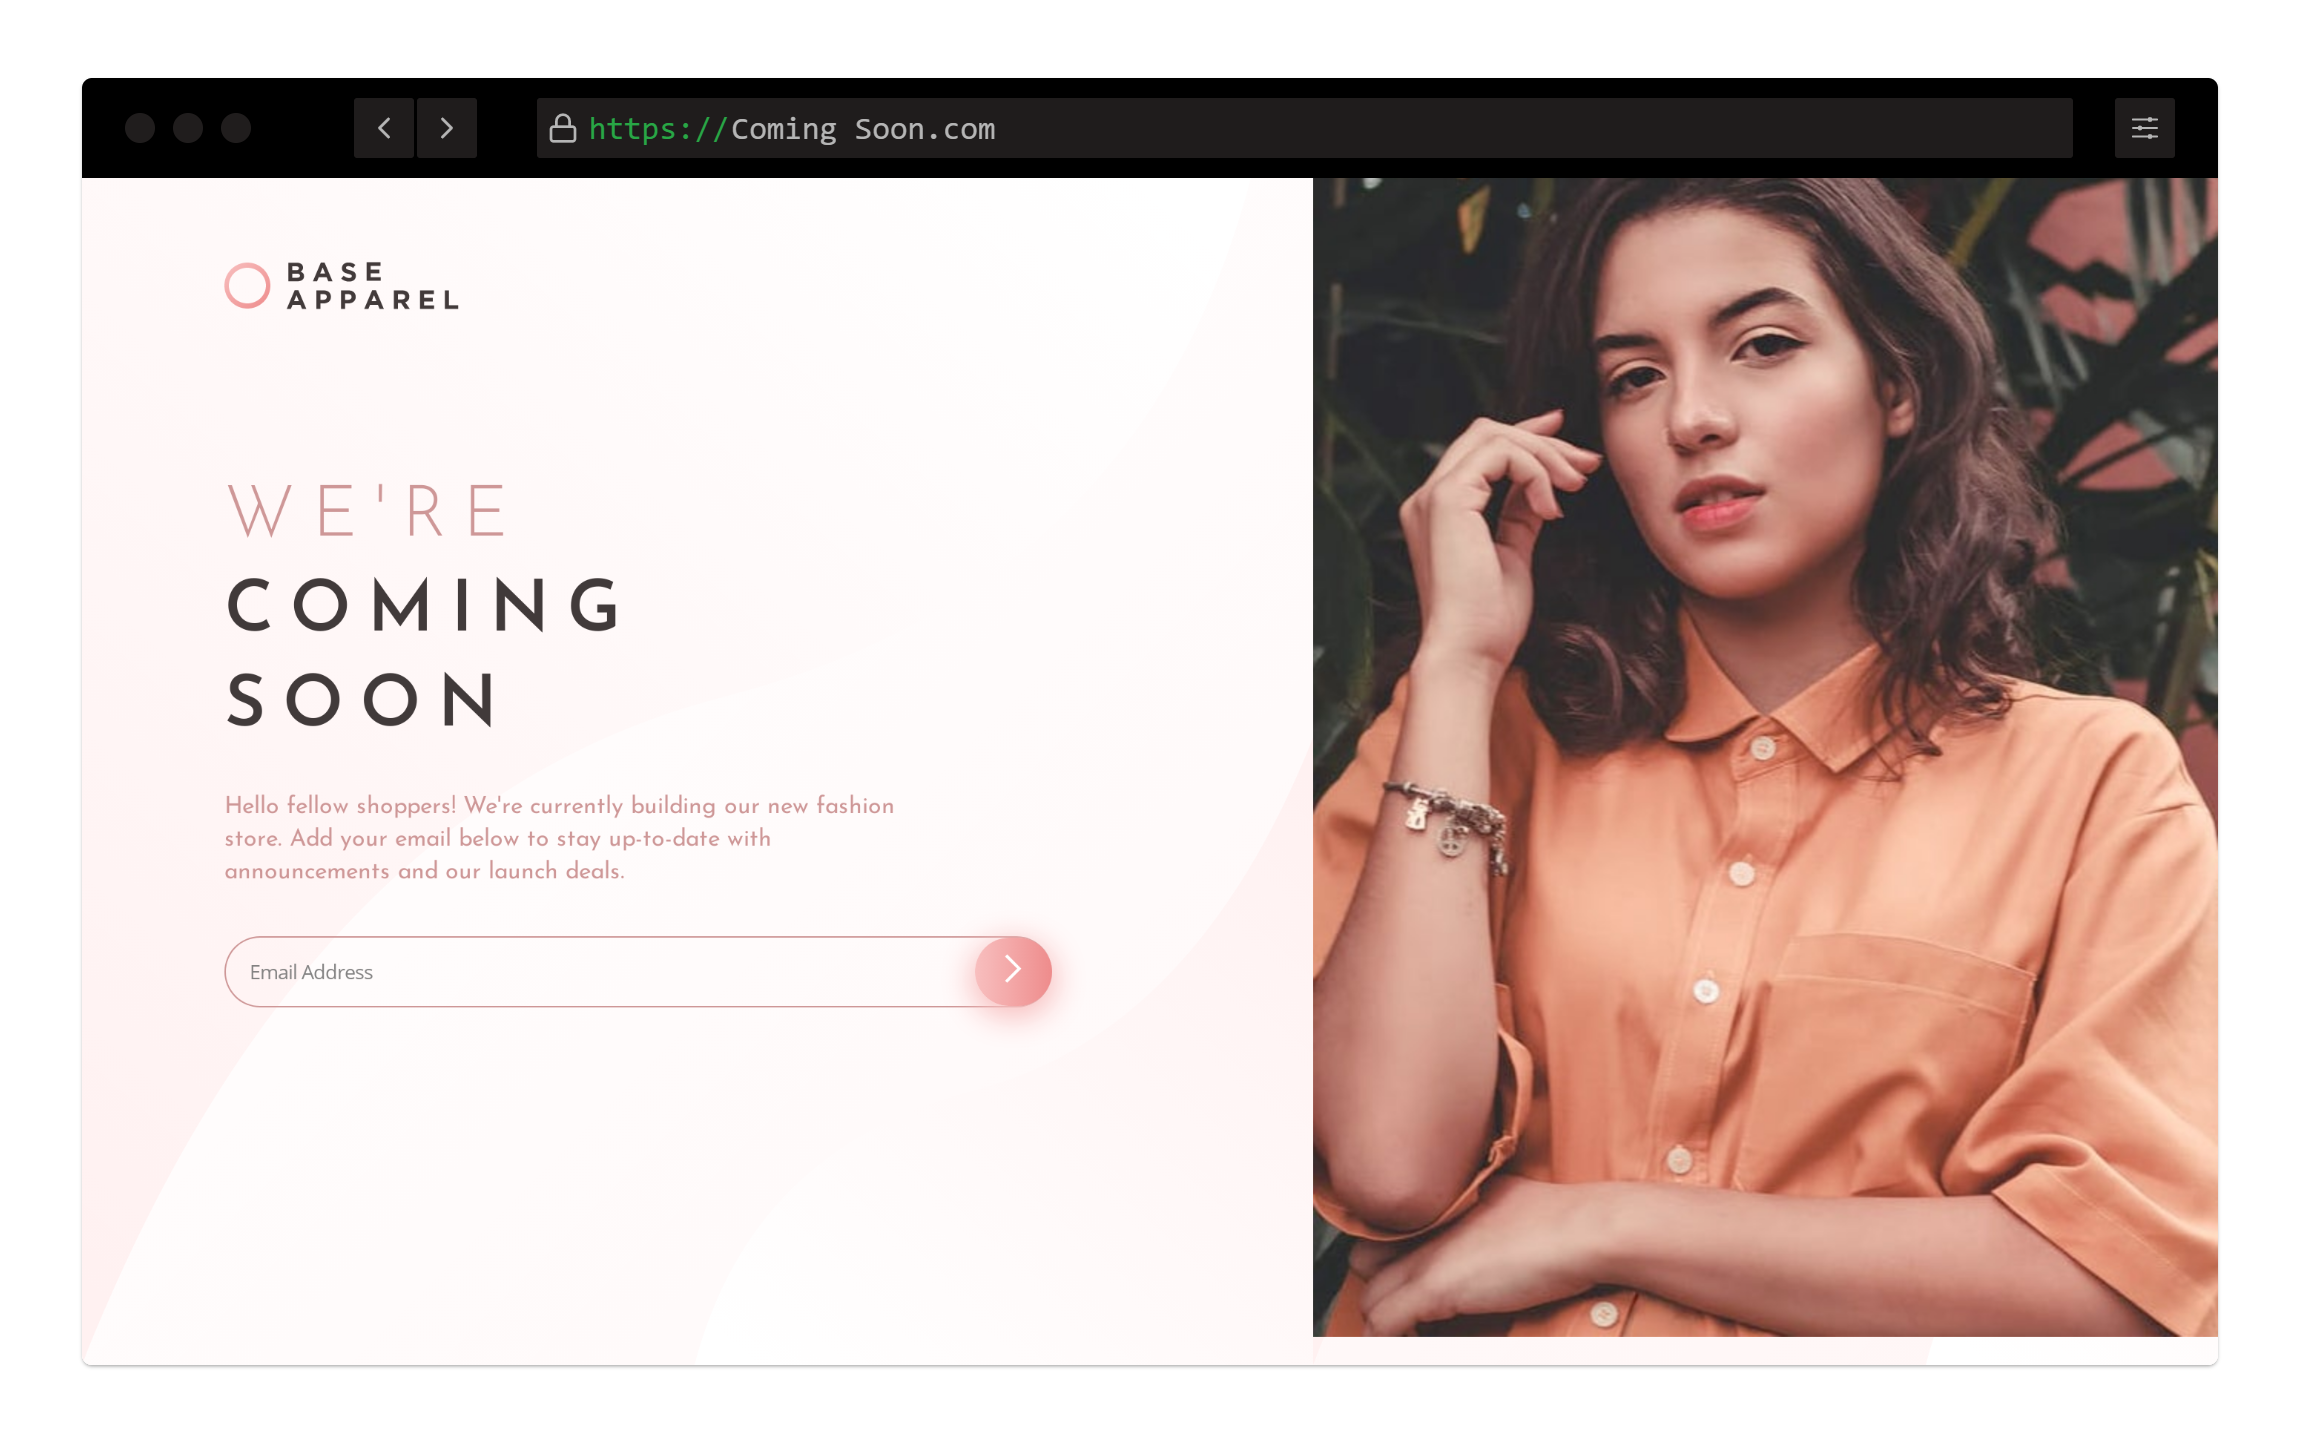 https://Coming Soon.com
BASE
APPAREL
WE'RE
COMING
SOON
Hello fellow shoppers! We're currently building our new fashion
store. Add your email below to stay up-to-date with
announcements and our launch deals.
Email Address